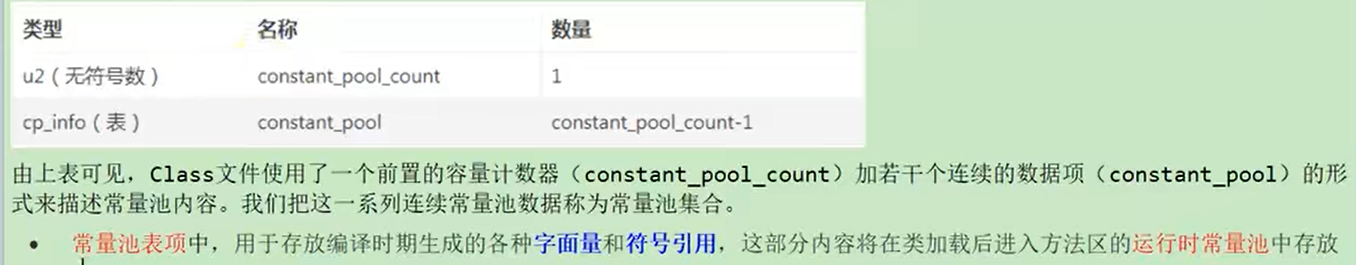 类型 名称 数量
u2（无符号数） constant_pool_count 1
cp_info（表） constant_pool constant_pool_count-1
由上表可见，Class文件使用了一个前置的容量计数器（constant_pool_count）加若干个连续的数据项（constant_pool）的形
式来描述常量池内容。我们把这一系列连续常量池数据称为常量池集合。
• 常量池表项中，用于存放编译时期生成的各种字面量和符号引用，这部分内容将在类加载后进入方法区的运行时常量池中存放